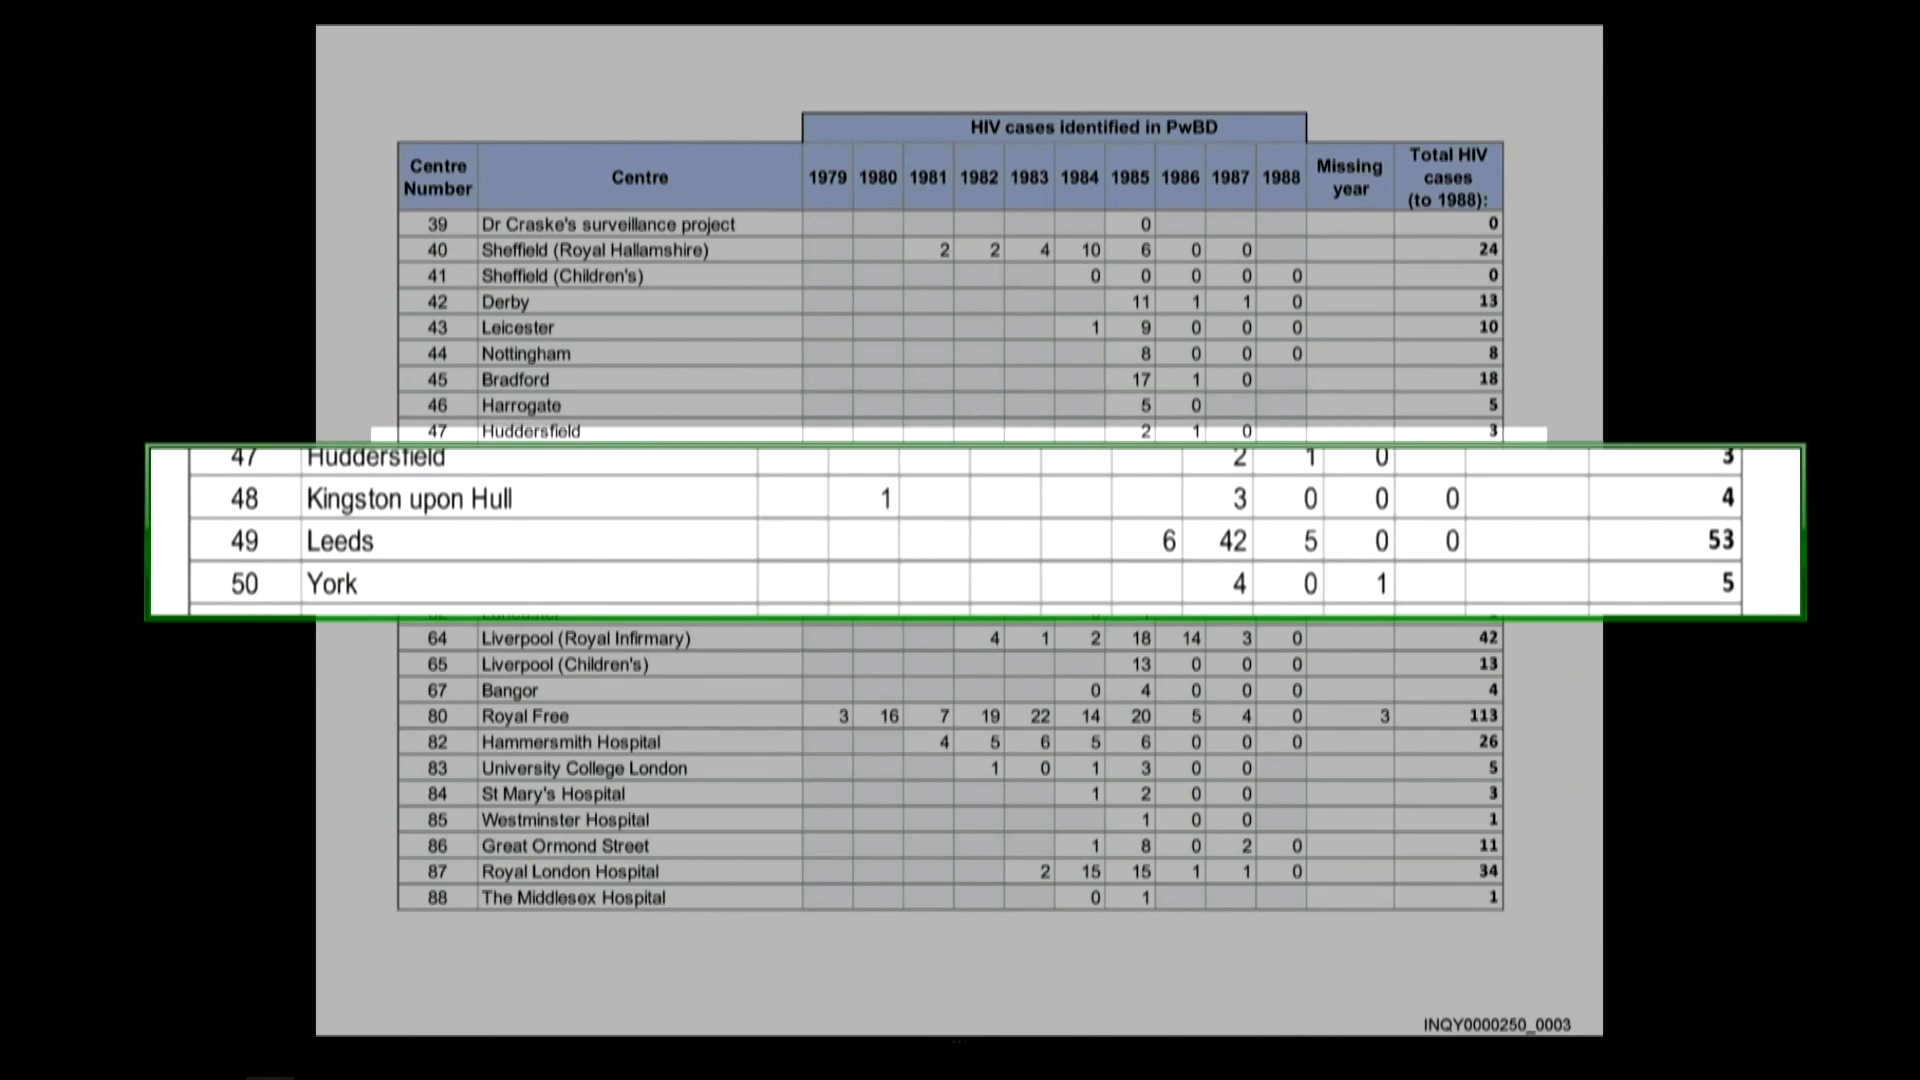 HIV cases identified in PwBD
Centre Number Centre 1979 1980 1981 1982 1983 1984 1985 1986 1987 1988 Missing year Total HIV cases (to 1988):
39 Dr Craske's surveillance project 0 0
40 Sheffield (Royal Hallamshire) 2 2 4 10 6 0 0 24
41 Sheffield (Children's) 0 0 0 0 0 0
42 Derby 11 1 1 0 13
43 Leicester 1 9 0 0 0 10
44 Nottingham 8 0 0 0 8
45 Bradford 17 1 0 18
46 Harrogate 5 0 5
47 Huddersfield 2 1 0 3
47 Huddersfield 2 1 0 3
48 Kingston upon Hull 1 3 0 0 0 4
49 Leeds 6 42 5 0 0 53
50 York 4 0 1 5
64 Liverpool (Royal Infirmary) 4 1 2 18 14 3 0 42
65 Liverpool (Children's) 13 0 0 0 13
67 Bangor 0 4 0 0 0 4
80 Royal Free 3 16 7 19 22 14 20 5 4 0 3 113
82 Hammersmith Hospital 4 5 6 5 6 0 0 0 26
83 University College London 1 0 1 3 0 0 5
84 St Mary's Hospital 1 2 0 0 3
85 Westminster Hospital 1 0 0 1
86 Great Ormond Street 1 8 0 2 0 11
87 Royal London Hospital 2 15 15 1 1 0 34
88 The Middlesex Hospital 0 1 1
INQY0000250_0003